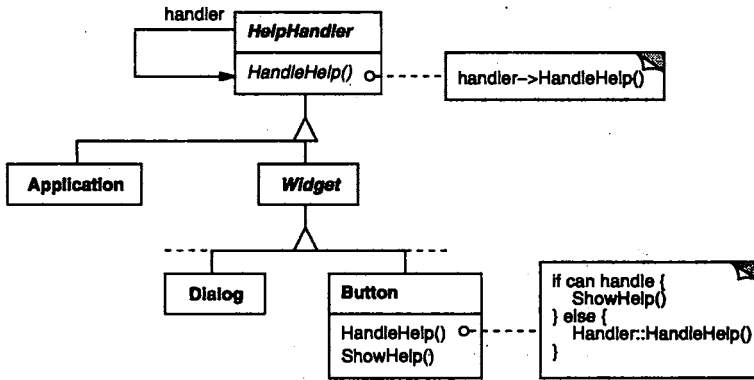 handler
HelpHandler
HandleHelp()
handler->HandleHelp()
Application
Widget
Dialog
Button
HandleHelp()
ShowHelp()
if can handle {
ShowHelp()
} else {
Handler::HandleHelp()
}